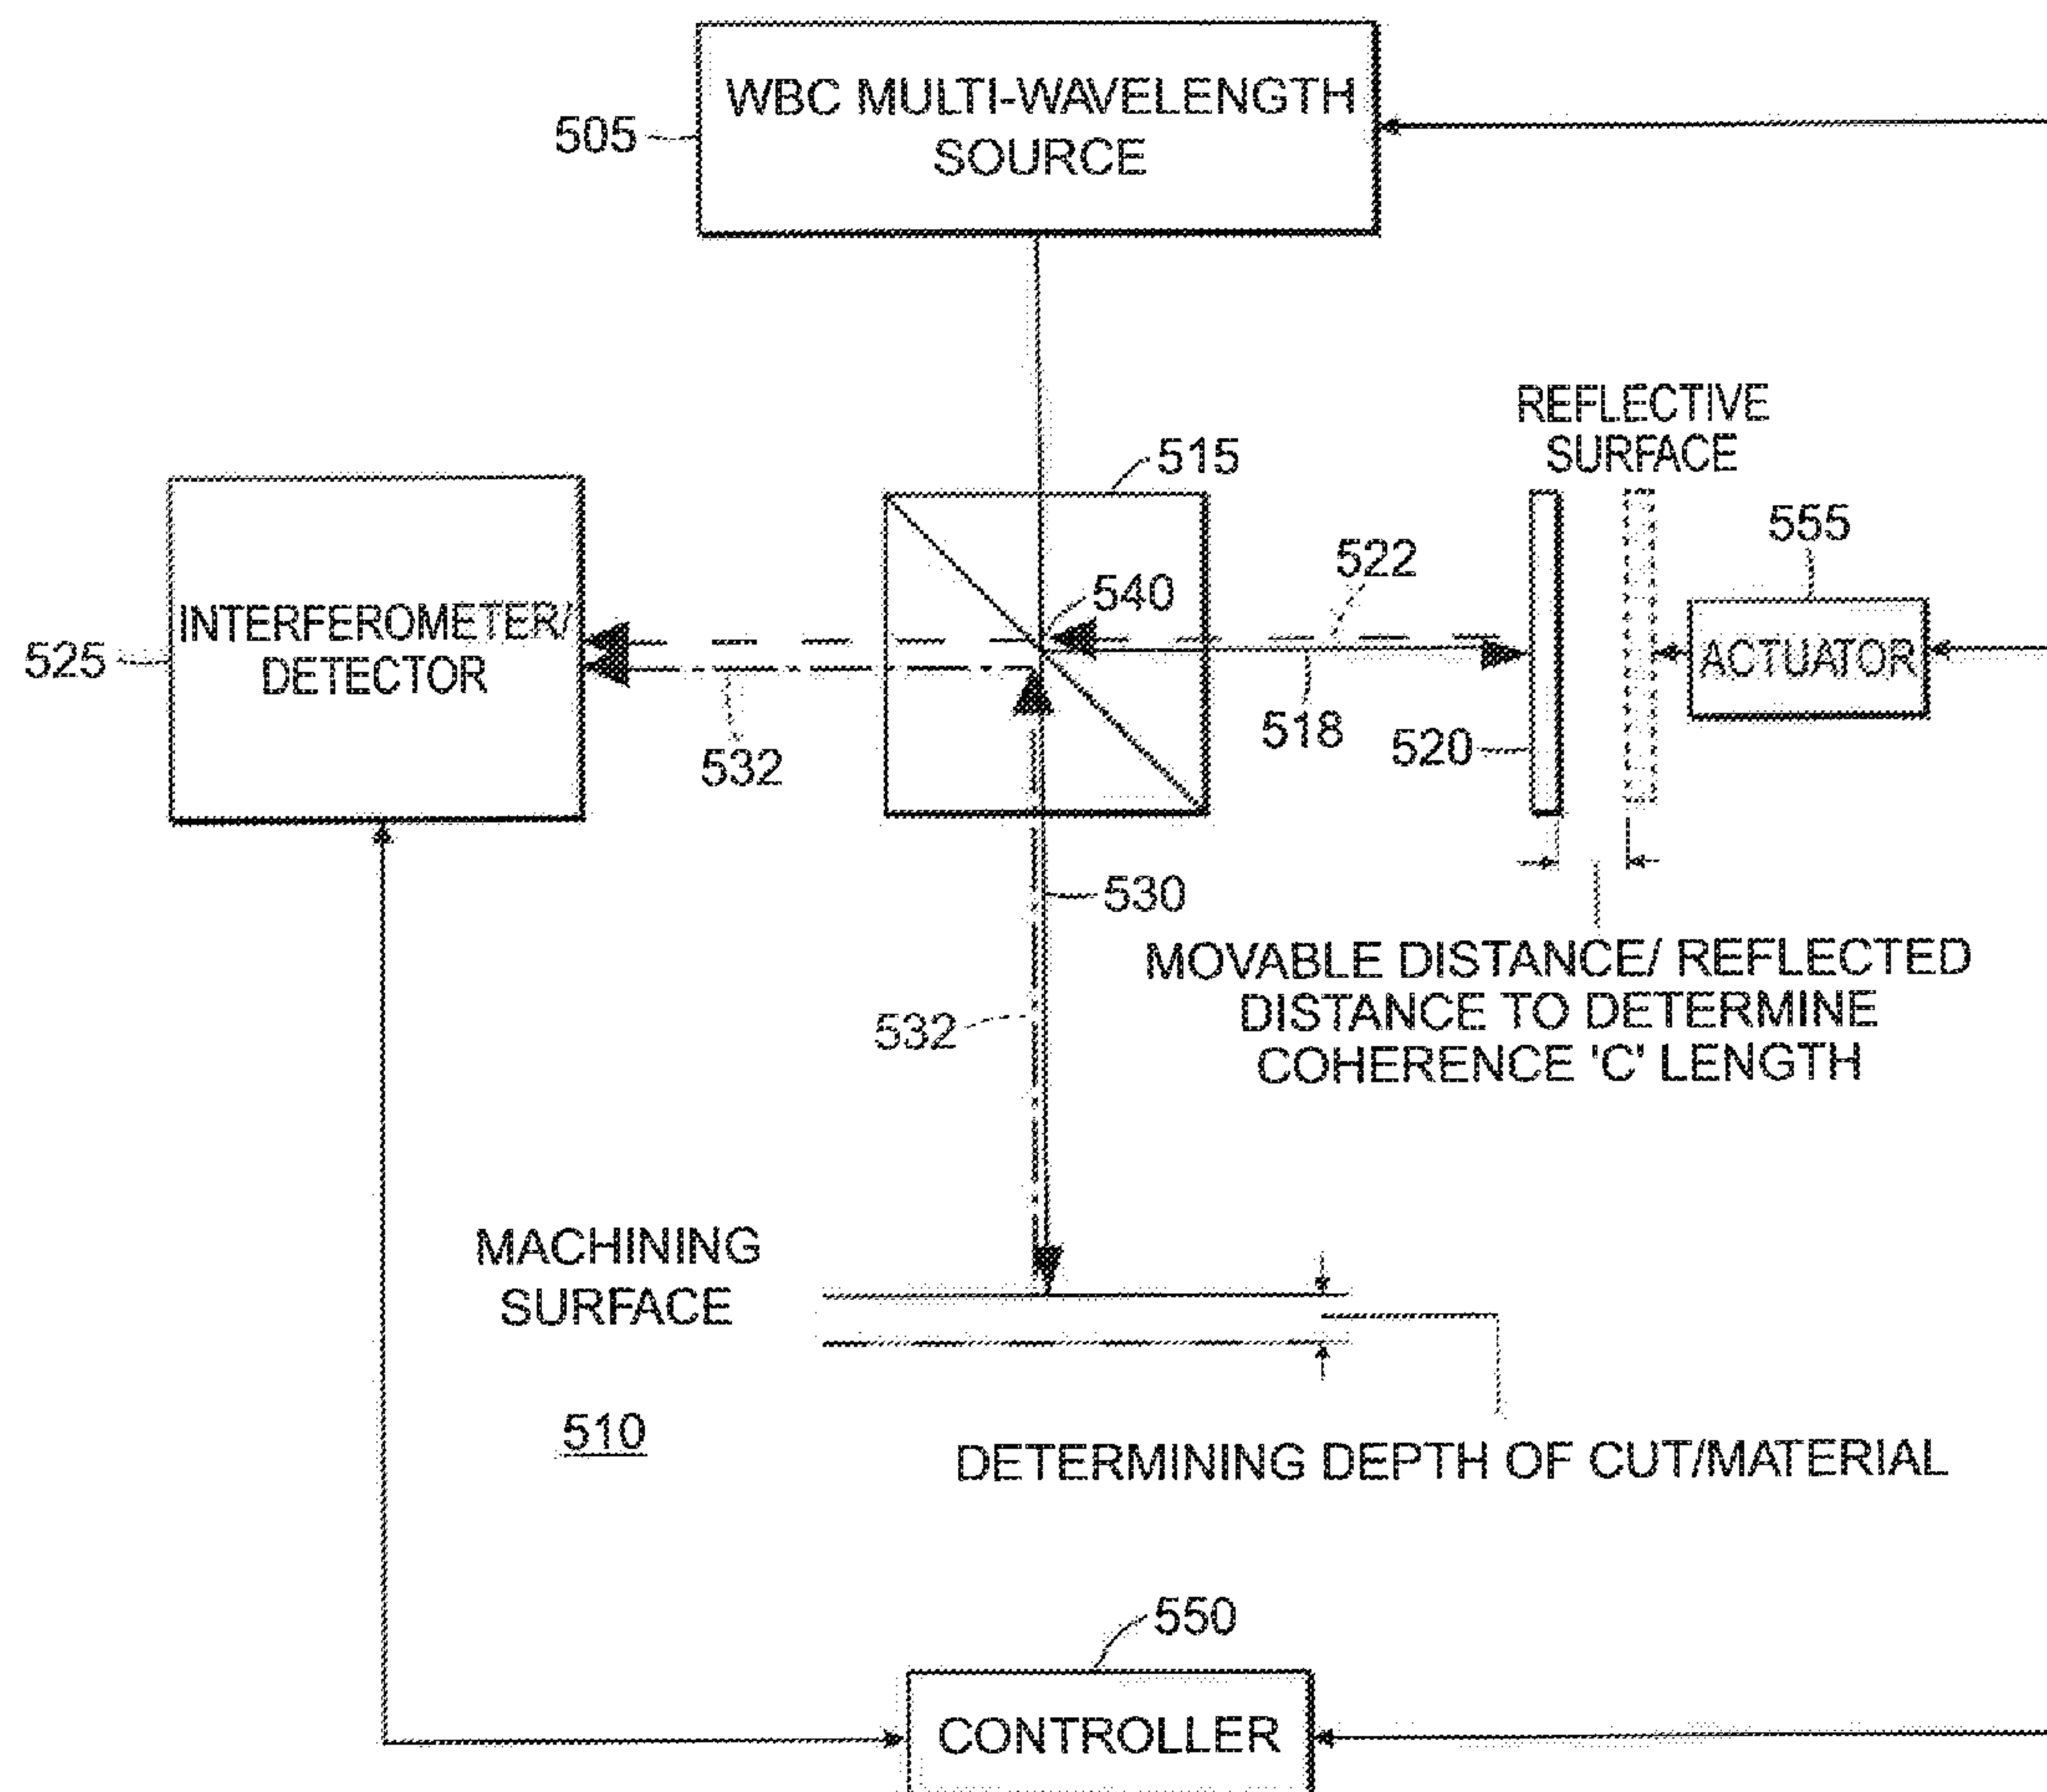 WBC MULTI-WAVELENGTH
SOURCE
505
REFLECTIVE
SURFACE
515
555
522
540
INTERFEROMETER/
DETECTOR
525
ACTUATOR
518
520
532
530
MOVABLE DISTANCE/ REFLECTED
DISTANCE TO DETERMINE
COHERENCE 'C' LENGTH
532
MACHINING
SURFACE
510
DETERMINING DEPTH OF CUT/MATERIAL
550
CONTROLLER